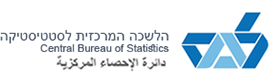 הלשכה המרכזית לסטטיסטיקה
Central Bureau of Statistics
دائرة الإحصاء المركزية